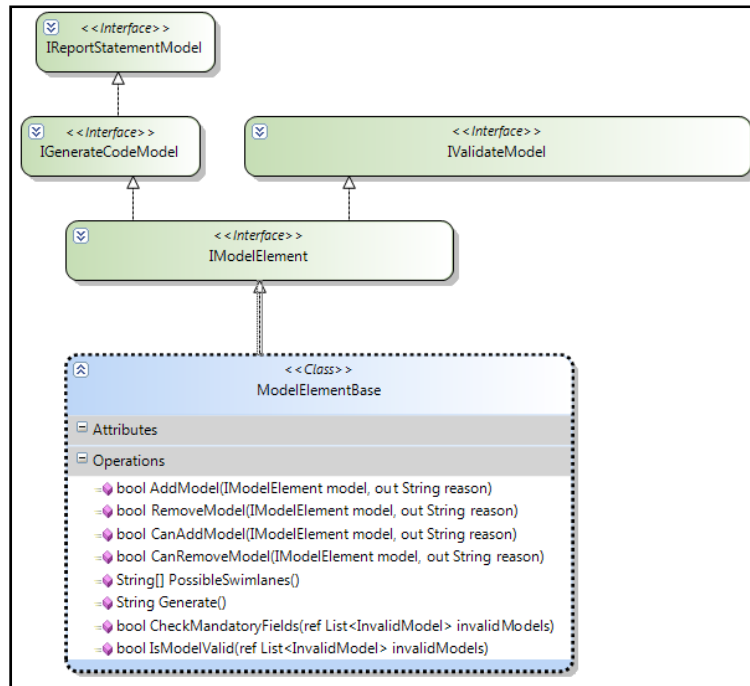 <<Interface>>
IReportStatementModel
<<Interface>>
IGenerateCodeModel
<<Interface>>
IValidateModel
<<Interface>>
IModelElement
<<Class>>
ModelElementBase
Attributes
Operations
bool AddModel(IModelElement model, out String reason)
bool RemoveModel(IModelElement model, out String reason)
bool CanAddModel(IModelElement model, out String reason)
bool CanRemoveModel(IModelElement model, out String reason)
String[] PossibleSwimlanes()
String Generate()
bool CheckMandatoryFields(ref List<InvalidModel> invalidModels)
bool IsModelValid(ref List<InvalidModel> invalidModels)